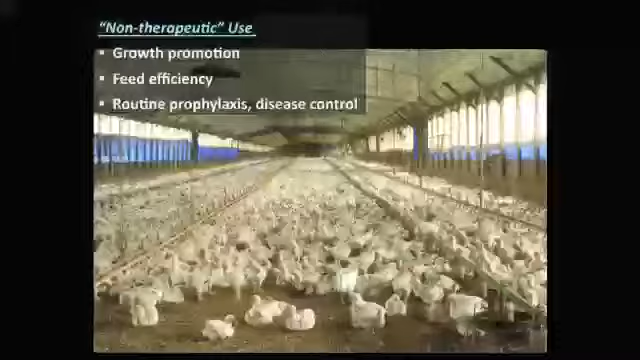 “Non-therapeutic” Use
▪ Growth promotion
▪ Feed efficiency
▪ Routine prophylaxis, disease control